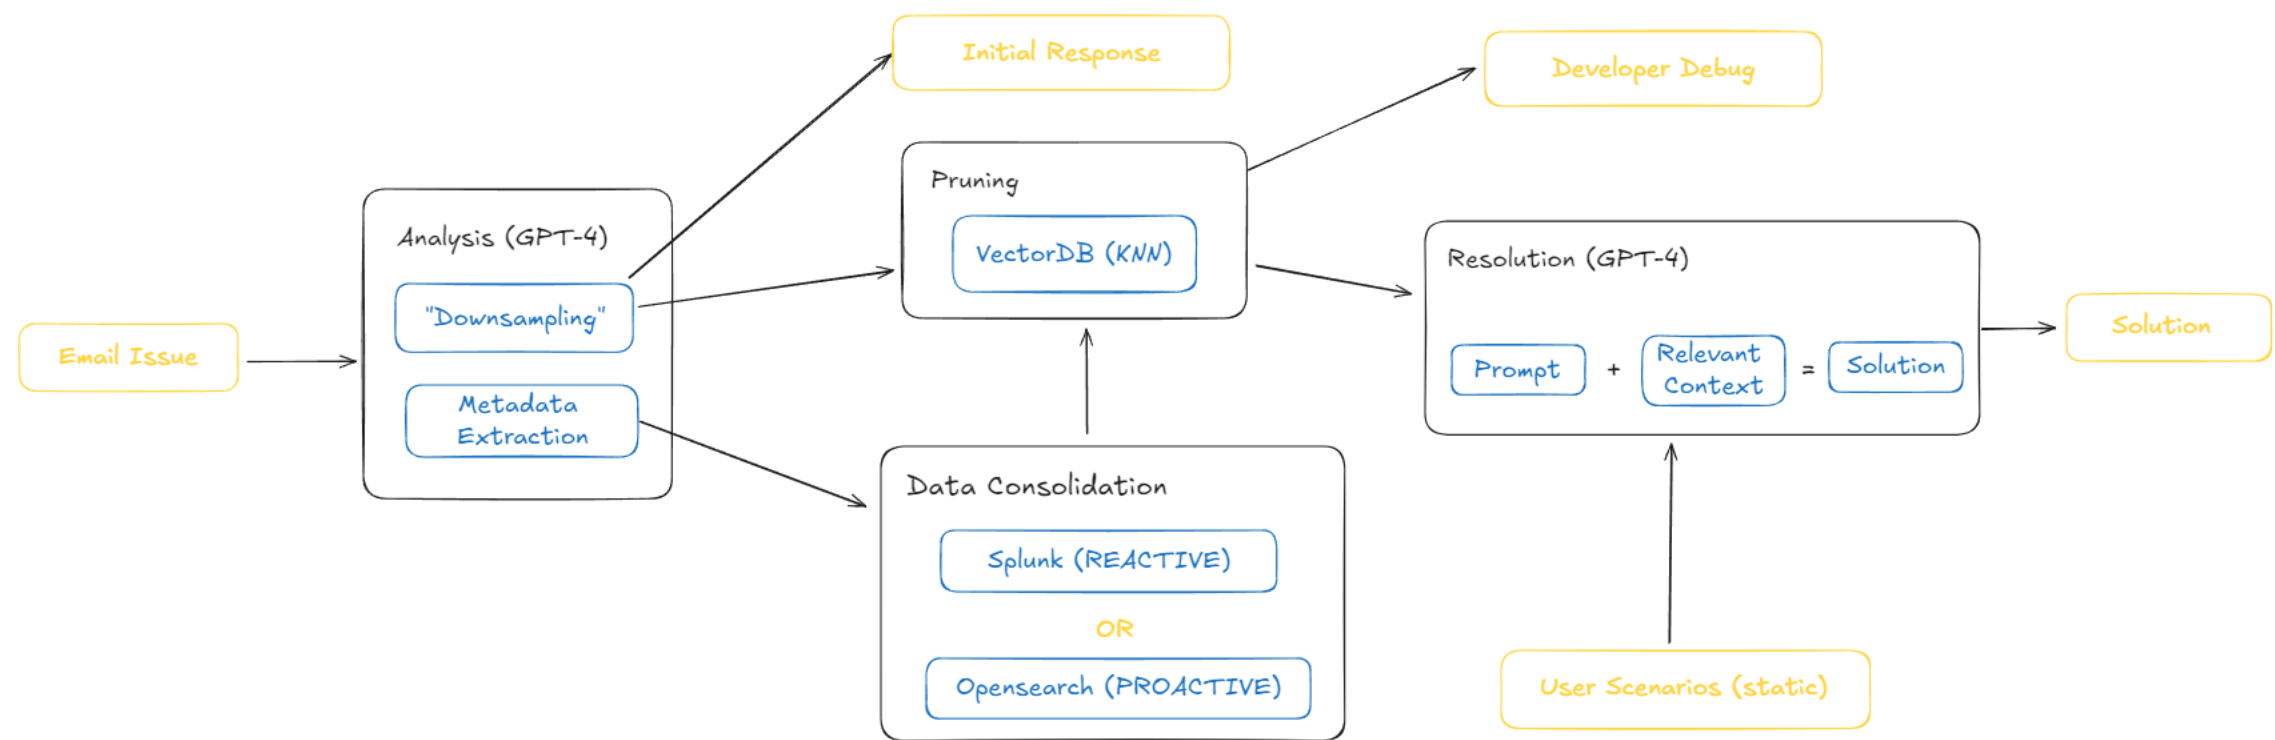 Initial Response
Developer Debug
Pruning
VectorDB (KNN)
Analysis (GPT-4)
"Downsampling"
Metadata
Extraction
Email Issue
Resolution (GPT-4)
Prompt
+
Relevant
Context
=
Solution
Solution
Data Consolidation
Splunk (REACTIVE)
OR
Opensearch (PROACTIVE)
User Scenarios (static)